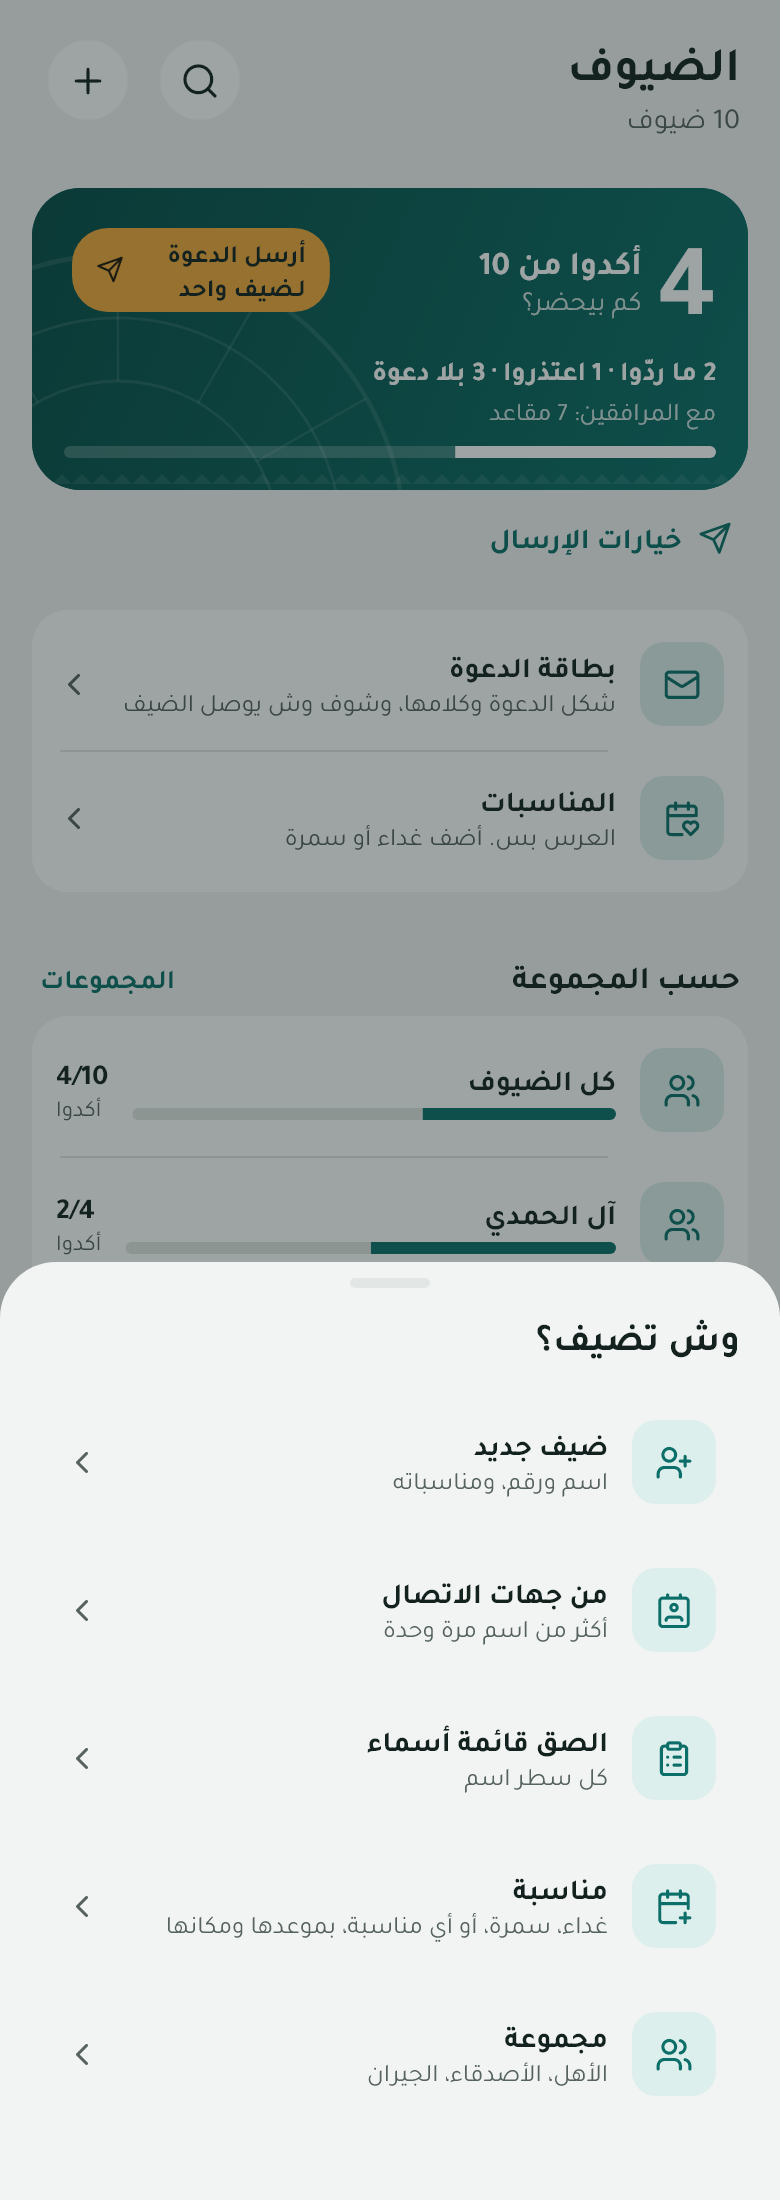 الضيوف
10 ضيوف
4
أكدوا من 10
كم بيحضر؟
أرسل الدعوة
لضيف واحد
2 ما ردّوا · 1 اعتذروا · 3 بلا دعوة
مع المرافقين: 7 مقاعد
خيارات الإرسال
بطاقة الدعوة
شكل الدعوة وكلامها، وشوف وش يوصل الضيف
المناسبات
العرس بس. أضف غداء أو سمرة
حسب المجموعة
المجموعات
كل الضيوف
4/10
أكدوا
آل الحمدي
2/4
أكدوا
وش تضيف؟
ضيف جديد
اسم ورقم، ومناسباته
من جهات الاتصال
أكثر من اسم مرة وحدة
الصق قائمة أسماء
كل سطر اسم
مناسبة
غداء، سمرة، أو أي مناسبة، بموعدها ومكانها
مجموعة
الأهل، الأصدقاء، الجيران